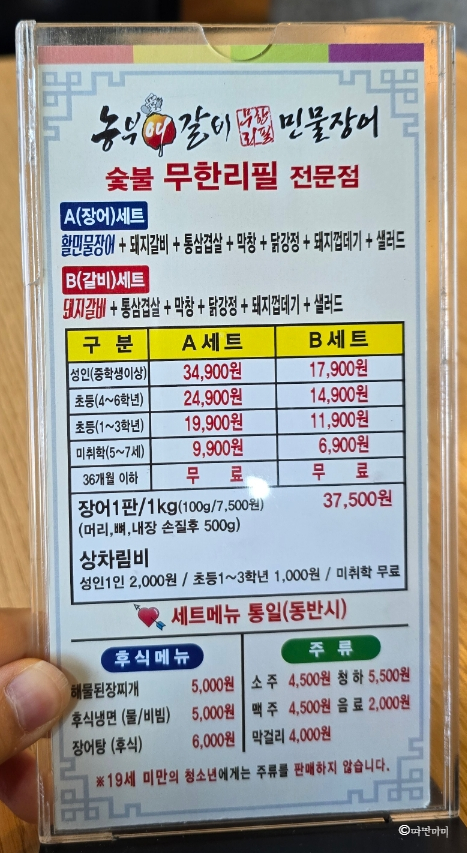 농부애갈비 무한리필 민물장어
숯불 무한리필 전문점
A(장어)세트
활민물장어 + 돼지갈비 + 통삼겹살 + 막창 + 닭강정 + 돼지껍데기 + 샐러드
B(갈비)세트
돼지갈비 + 통삼겹살 + 막창 + 닭강정 + 돼지껍데기 + 샐러드
구 분 A세트 B세트
성인(중학생이상) 34,900원 17,900원
초등(4~6학년) 24,900원 14,900원
초등(1~3학년) 19,900원 11,900원
미취학(5~7세) 9,900원 6,900원
36개월 이하 무 료 무 료
장어1판/1kg(100g/7,500원) 37,500원
(머리,뼈,내장 손질후 500g)
상차림비
성인1인 2,000원 / 초등1~3학년 1,000원 / 미취학 무료
세트메뉴 통일(동반시)
후식메뉴
해물된장찌개 5,000원
후식냉면 (물/비빔) 5,000원
장어탕 (후식) 6,000원
주 류
소 주 4,500원 청 하 5,500원
맥 주 4,500원 음 료 2,000원
막걸리 4,000원
※19세 미만의 청소년에게는 주류를 판매하지 않습니다.
©따딴마미